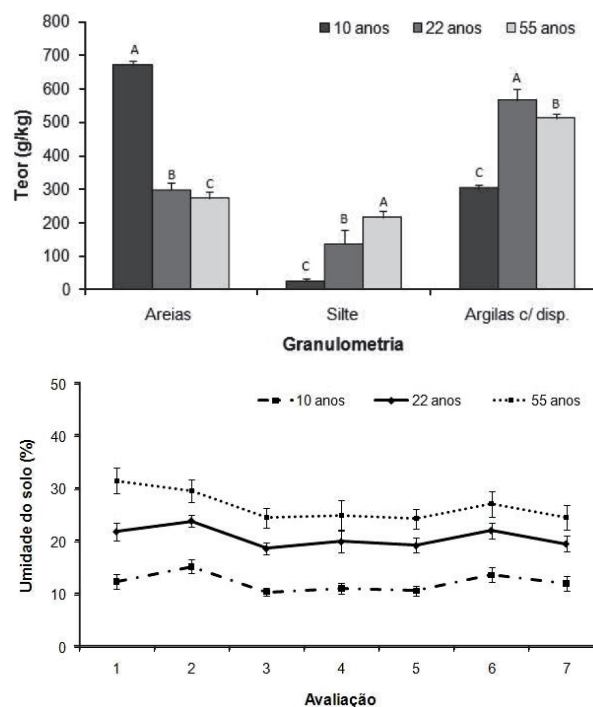 800
700
600
500
400
300
200
100
0
Teor (g/kg)
10 anos 22 anos 55 anos
A
B
C
C
B
A
C
A
B
Areias Silte Argilas c/ disp.
Granulometria
50
40
30
20
10
0
Umidade do solo (%)
10 anos 22 anos 55 anos
1 2 3 4 5 6 7
Avaliação